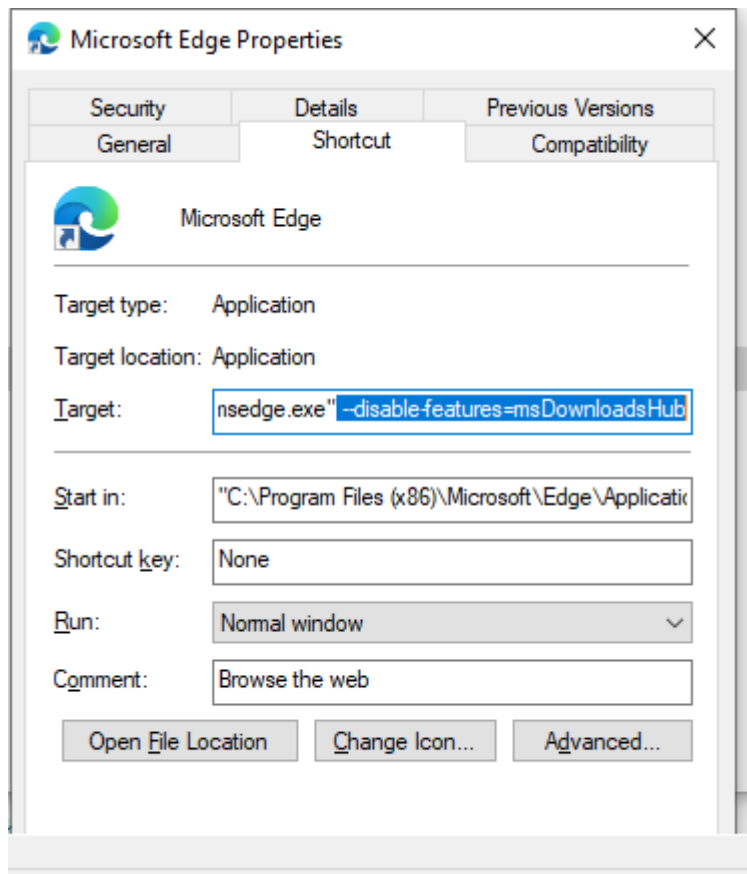 Microsoft Edge Properties
Security Details Previous Versions
General Shortcut Compatibility
Microsoft Edge
Target type: Application
Target location: Application
Target: nsedge.exe" --disable-features=msDownloadsHub
Start in: "C:\Program Files (x86)\Microsoft\Edge\Applicatic
Shortcut key: None
Run: Normal window
Comment: Browse the web
Open File Location Change Icon... Advanced...